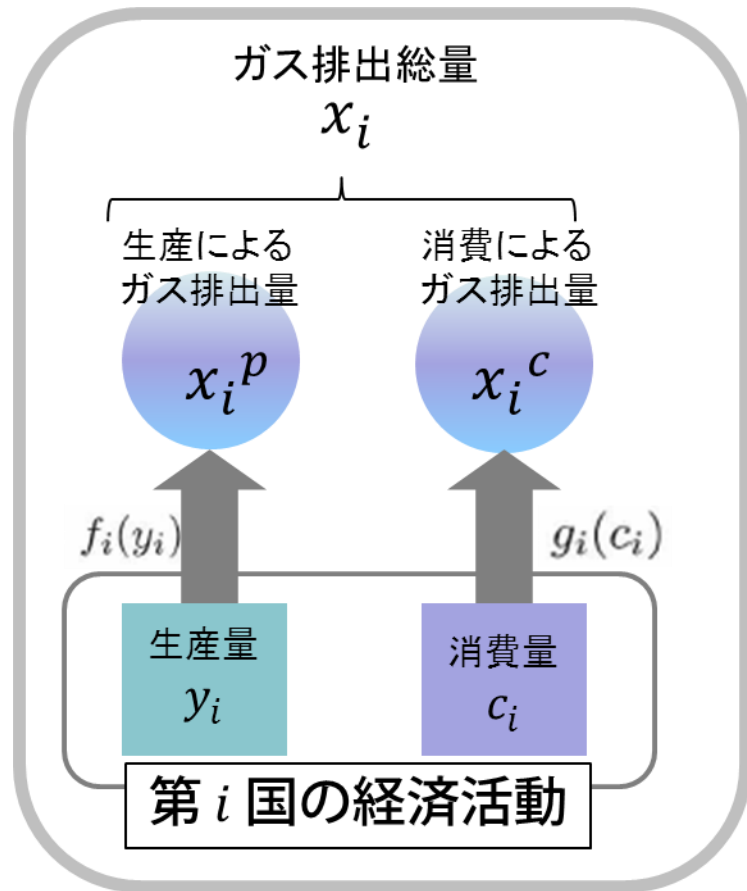 ガス排出総量
x_i
生産による
ガス排出量
消費による
ガス排出量
x_i^p
x_i^c
f_i(y_i)
g_i(c_i)
生産量
y_i
消費量
c_i
第 i 国の経済活動